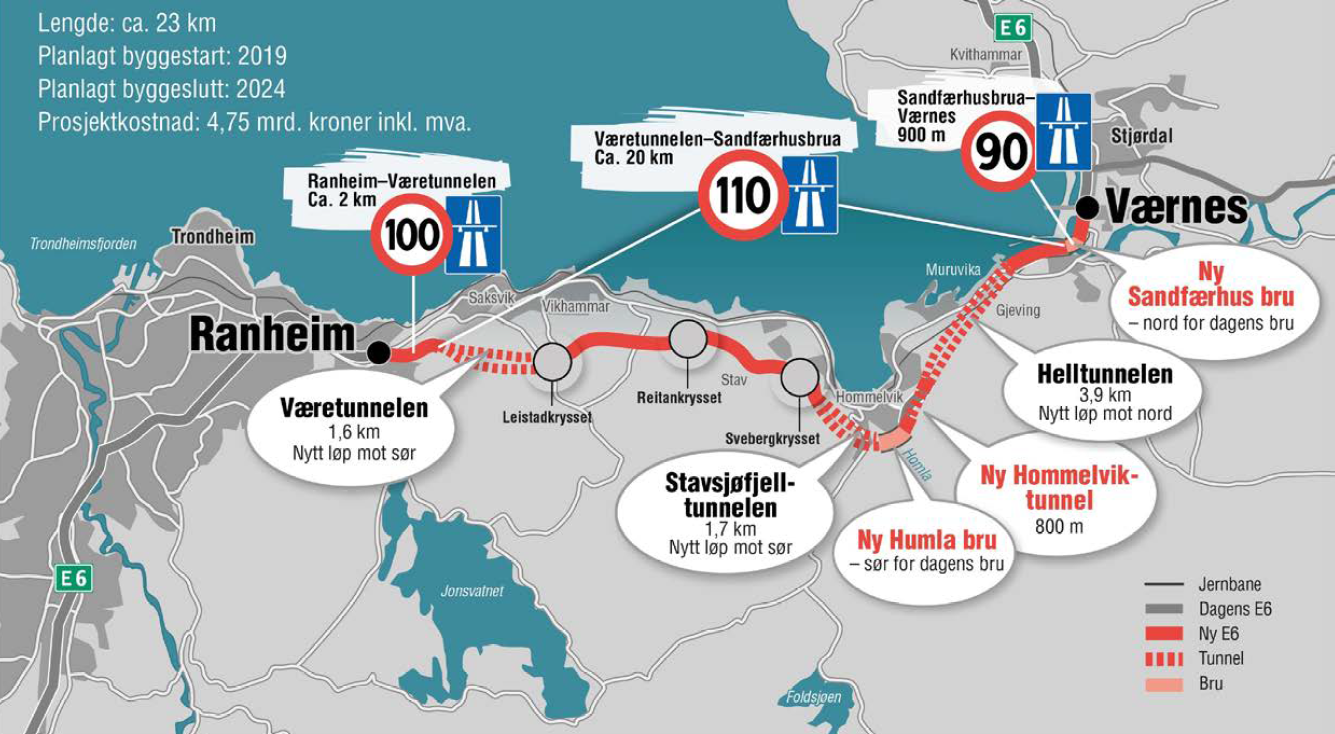 Lengde: ca. 23 km
Planlagt byggestart: 2019
Planlagt byggeslutt: 2024
Prosjektkostnad: 4,75 mrd. kroner inkl. mva.
E6
Kvithammar
Sandfærhusbrua–
Værnes
900 m
90
Stjørdal
Værnes
Væretunnelen–Sandfærhusbrua
Ca. 20 km
110
Ranheim–Væretunnelen
Ca. 2 km
100
Trondheimsfjorden
Trondheim
Saksvik
Vikhammar
Muruvika
Gjeving
Ny
Sandfærhus bru
– nord for dagens bru
Ranheim
Væretunnelen
1,6 km
Nytt løp mot sør
Leistadkrysset
Reitankrysset
Stav
Svebergkrysset
Hommelvik
Homla
Helltunnelen
3,9 km
Nytt løp mot nord
Stavsjøfjell-
tunnelen
1,7 km
Nytt løp mot sør
Ny Hommelvik-
tunnel
800 m
Ny Humla bru
– sør for dagens bru
E6
Jonsvatnet
Foldsjøen
Jernbane
Dagens E6
Ny E6
Tunnel
Bru